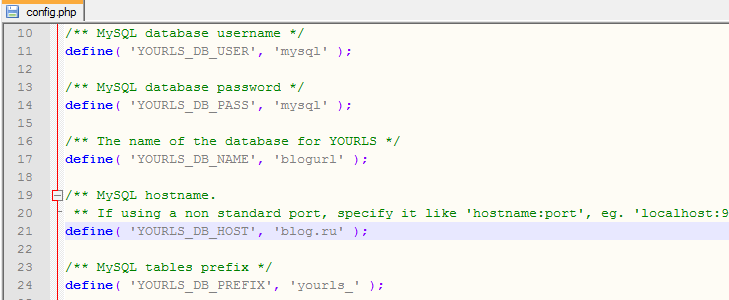 config.php
10 /** MySQL database username */
11 define( 'YOURLS_DB_USER', 'mysql' );
12
13 /** MySQL database password */
14 define( 'YOURLS_DB_PASS', 'mysql' );
15
16 /** The name of the database for YOURLS */
17 define( 'YOURLS_DB_NAME', 'blogurl' );
18
19 /** MySQL hostname.
20 ** If using a non standard port, specify it like 'hostname:port', eg. 'localhost:9
21 define( 'YOURLS_DB_HOST', 'blog.ru' );
22
23 /** MySQL tables prefix */
24 define( 'YOURLS_DB_PREFIX', 'yourls_' );